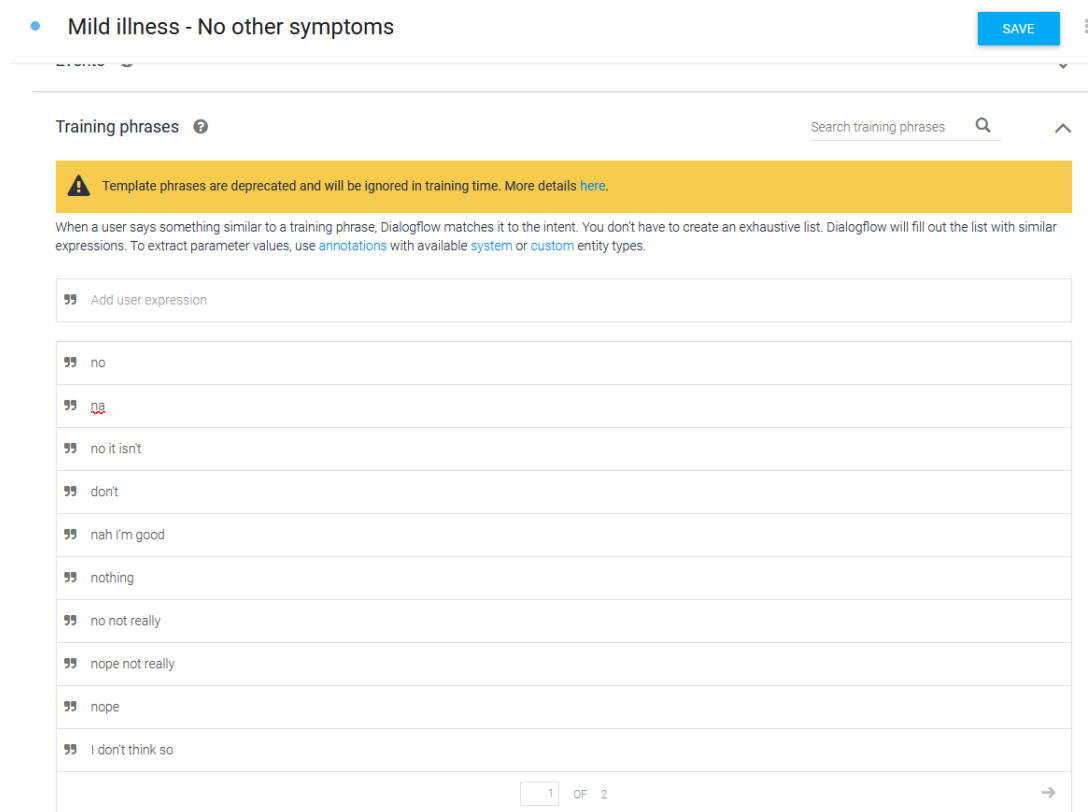 Mild illness - No other symptoms
SAVE
Events
Training phrases
Search training phrases
Template phrases are deprecated and will be ignored in training time. More details here.
When a user says something similar to a training phrase, Dialogflow matches it to the intent. You don't have to create an exhaustive list. Dialogflow will fill out the list with similar
expressions. To extract parameter values, use annotations with available system or custom entity types.
Add user expression
no
na
no it isn't
don't
nah I'm good
nothing
no not really
nope not really
nope
I don't think so
1 OF 2